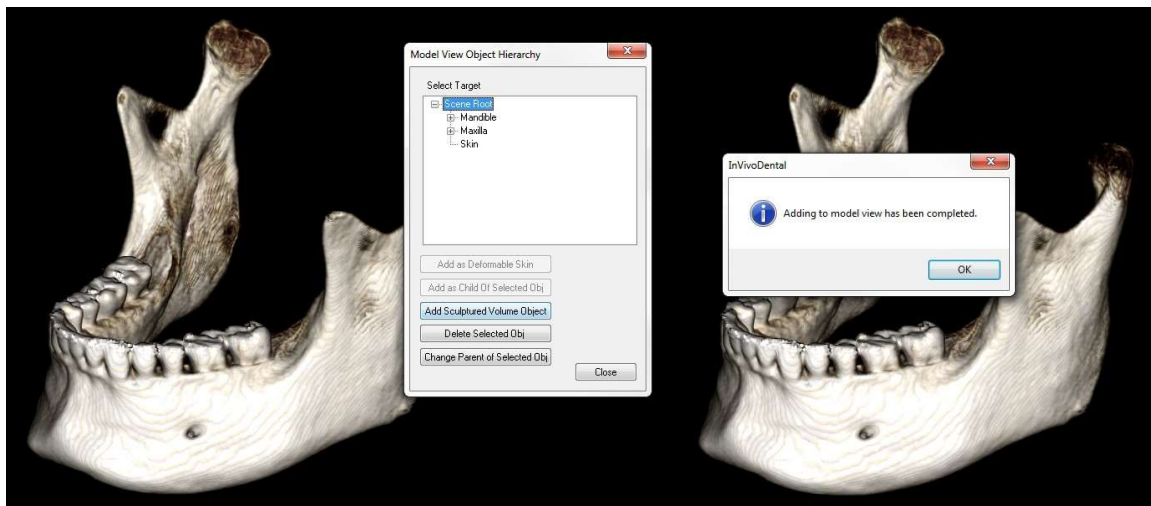 Model View Object Hierarchy
Select Target
Scene Root
Mandible
Maxilla
Skin
Add as Deformable Skin
Add as Child Of Selected Obj
Add Sculptured Volume Object
Delete Selected Obj
Change Parent of Selected Obj
Close
InVivoDental
Adding to model view has been completed.
OK